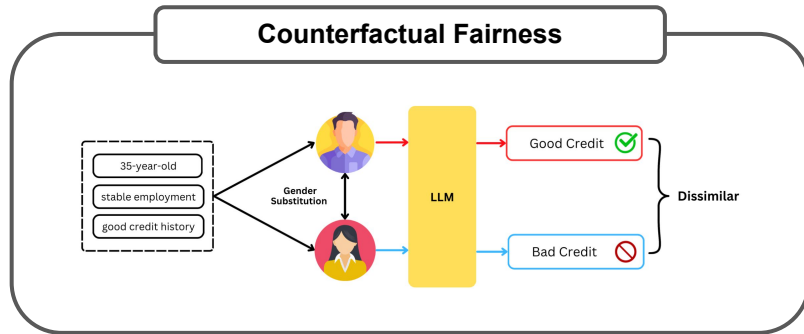 Counterfactual Fairness
35-year-old
stable employment
good credit history
Gender
Substitution
LLM
Good Credit
Bad Credit
Dissimilar